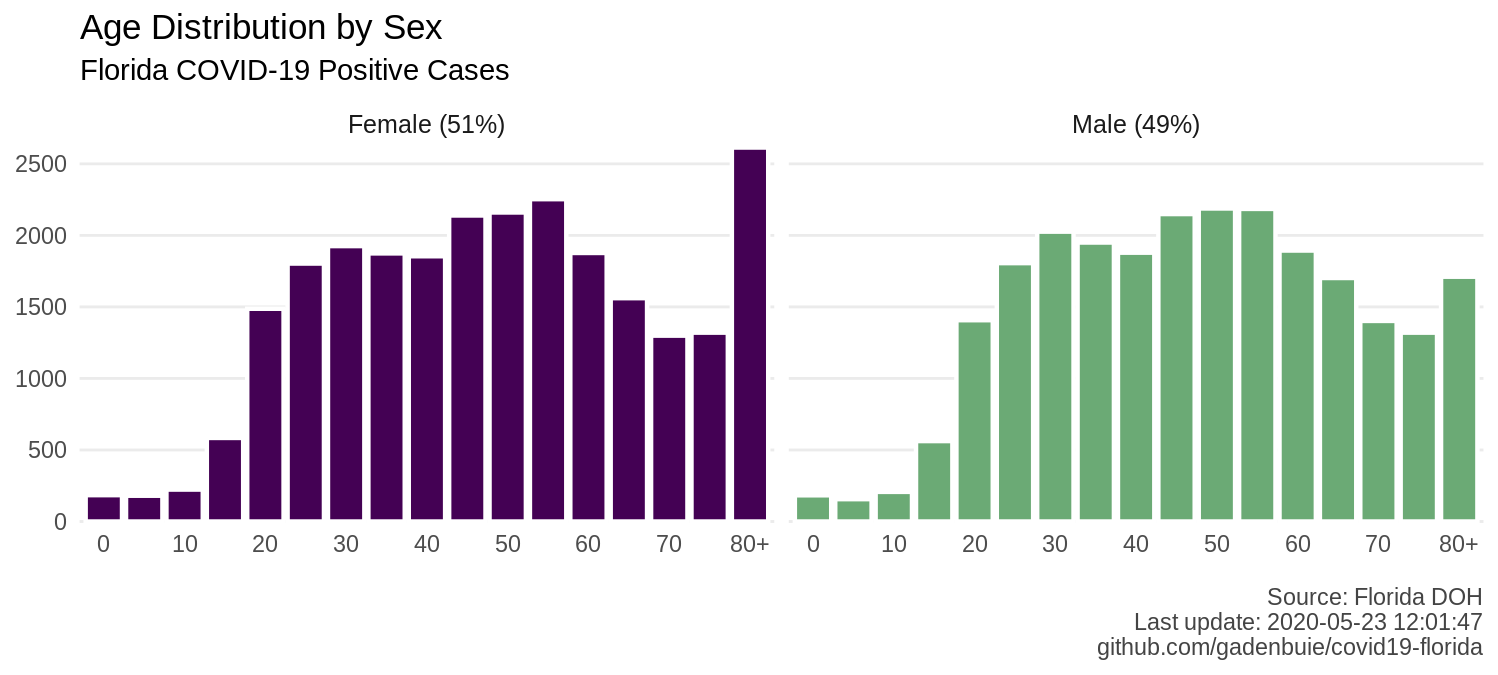 Age Distribution by Sex
Florida COVID-19 Positive Cases
Female (51%)
Male (49%)
2500
2000
1500
1000
500
0
0 10 20 30 40 50 60 70 80+
0 10 20 30 40 50 60 70 80+
Source: Florida DOH
Last update: 2020-05-23 12:01:47
github.com/gadenbuie/covid19-florida